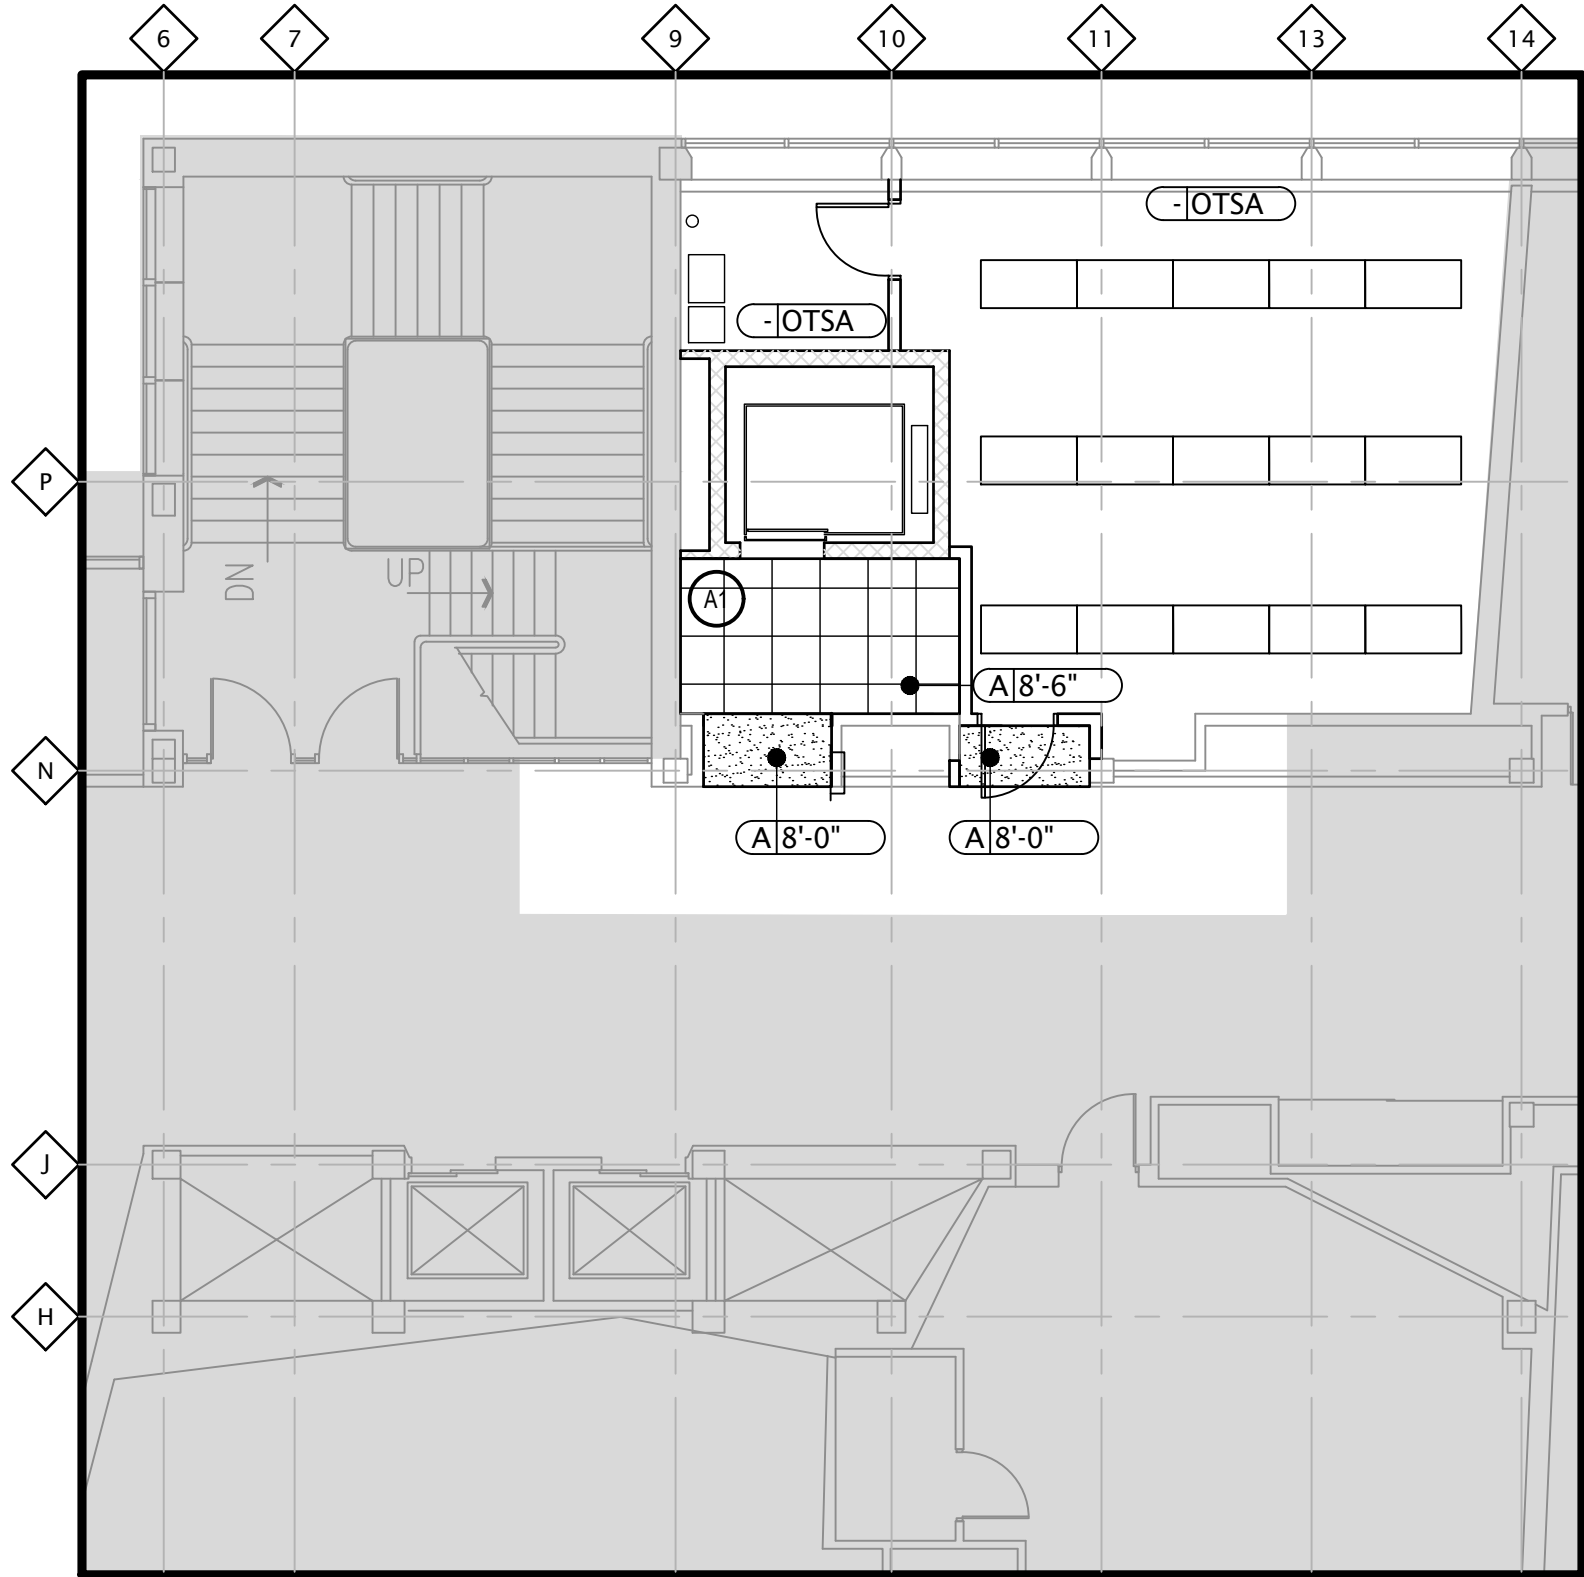 6 7 9 10 11 13 14
- OTSA
- OTSA
P
DN UP
A1
A 8'-6"
N
A 8'-0" A 8'-0"
J
H